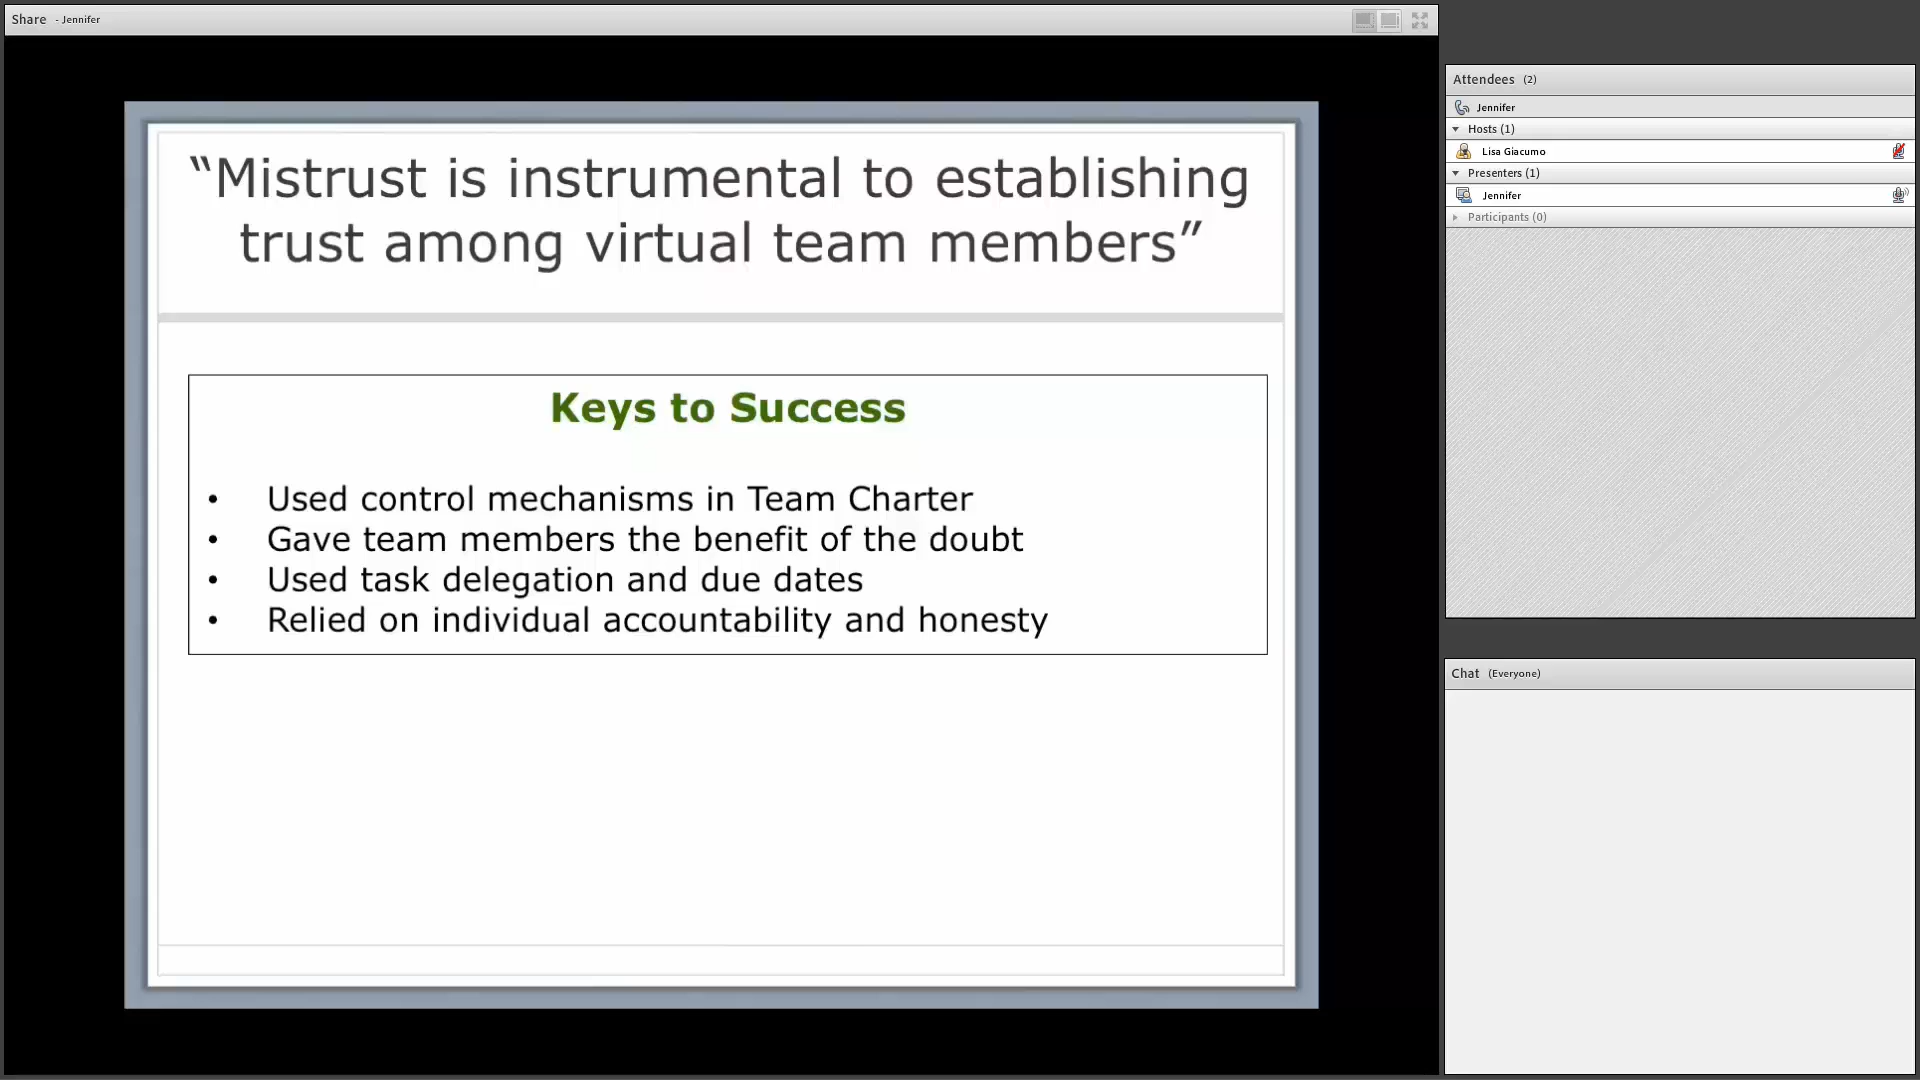 Share - Jennifer
“Mistrust is instrumental to establishing
trust among virtual team members”
Keys to Success
• Used control mechanisms in Team Charter
• Gave team members the benefit of the doubt
• Used task delegation and due dates
• Relied on individual accountability and honesty
Attendees (2)
Jennifer
Hosts (1)
Lisa Giacumo
Presenters (1)
Jennifer
Participants (0)
Chat (Everyone)